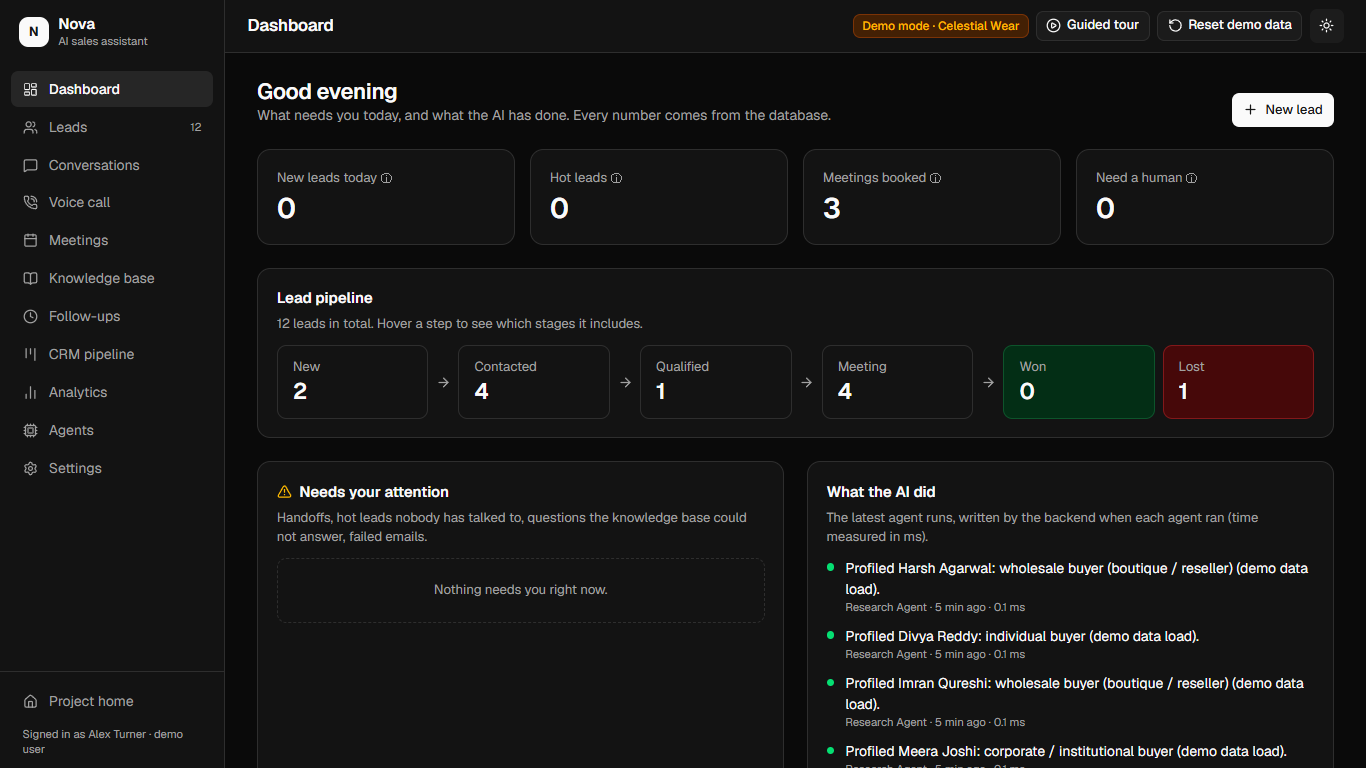 N
Nova
AI sales assistant
Dashboard
Leads 12
Conversations
Voice call
Meetings
Knowledge base
Follow-ups
CRM pipeline
Analytics
Agents
Settings
Project home
Signed in as Alex Turner · demo
user
Dashboard
Demo mode · Celestial Wear
Guided tour
Reset demo data
Good evening
What needs you today, and what the AI has done. Every number comes from the database.
New lead
New leads today
0
Hot leads
0
Meetings booked
3
Need a human
0
Lead pipeline
12 leads in total. Hover a step to see which stages it includes.
New
2
Contacted
4
Qualified
1
Meeting
4
Won
0
Lost
1
Needs your attention
Handoffs, hot leads nobody has talked to, questions the knowledge base could
not answer, failed emails.
Nothing needs you right now.
What the AI did
The latest agent runs, written by the backend when each agent ran (time
measured in ms).
Profiled Harsh Agarwal: wholesale buyer (boutique / reseller) (demo data
load).
Research Agent · 5 min ago · 0.1 ms
Profiled Divya Reddy: individual buyer (demo data load).
Research Agent · 5 min ago · 0.1 ms
Profiled Imran Qureshi: wholesale buyer (boutique / reseller) (demo data
load).
Research Agent · 5 min ago · 0.1 ms
Profiled Meera Joshi: corporate / institutional buyer (demo data load).